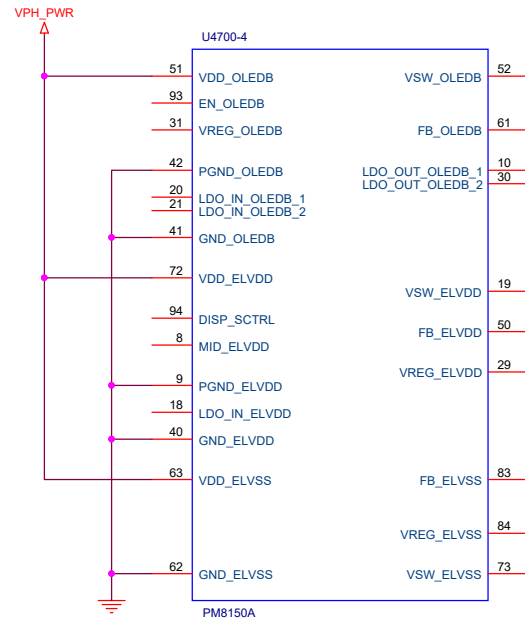 VPH_PWR
U4700-4
51 VDD_OLEDB VSW_OLEDB 52
93 EN_OLEDB
31 VREG_OLEDB FB_OLEDB 61
42 PGND_OLEDB LDO_OUT_OLEDB_1 10
LDO_OUT_OLEDB_2 30
20 LDO_IN_OLEDB_1
21 LDO_IN_OLEDB_2
41 GND_OLEDB
72 VDD_ELVDD VSW_ELVDD 19
94 DISP_SCTRL FB_ELVDD 50
8 MID_ELVDD
9 PGND_ELVDD VREG_ELVDD 29
18 LDO_IN_ELVDD
40 GND_ELVDD
63 VDD_ELVSS FB_ELVSS 83
VREG_ELVSS 84
62 GND_ELVSS VSW_ELVSS 73
PM8150A